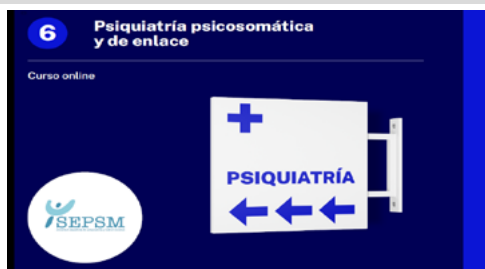 6
Psiquiatría psicosomática
y de enlace
Curso online
PSIQUIATRÍA
SEPSM